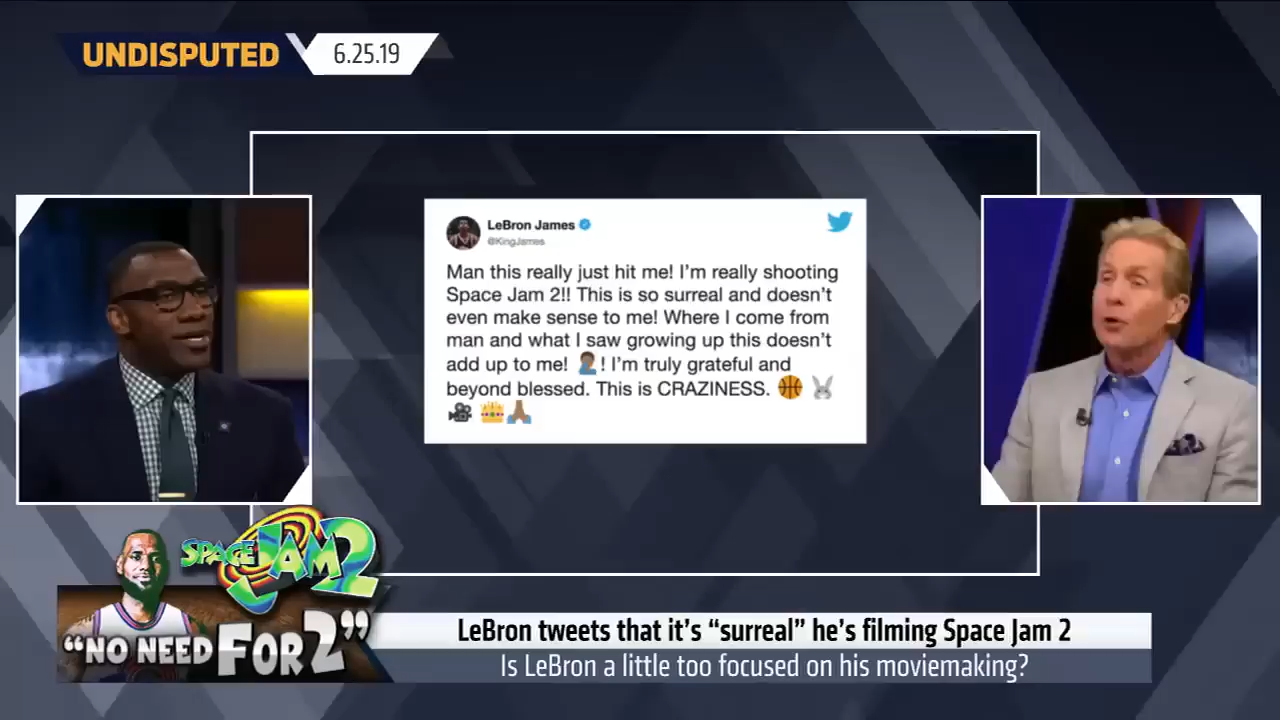 UNDISPUTED
6.25.19
LeBron James
@KingJames
Man this really just hit me! I'm really shooting
Space Jam 2!! This is so surreal and doesn't
even make sense to me! Where I come from
man and what I saw growing up this doesn't
add up to me! 🤦🏾‍♂️! I'm truly grateful and
beyond blessed. This is CRAZINESS. 🏀 🐰
🎥 👑🙏🏾
SPACE JAM 2
“NO NEED FOR 2”
LeBron tweets that it's “surreal” he's filming Space Jam 2
Is LeBron a little too focused on his moviemaking?